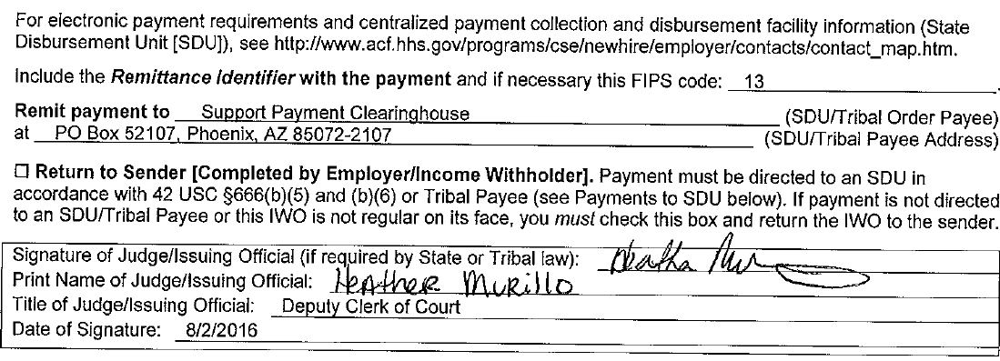 For electronic payment requirements and centralized payment collection and disbursement facility information (State
Disbursement Unit [SDU]), see http://www.acf.hhs.gov/programs/cse/newhire/employer/contacts/contact_map.htm.
Include the Remittance Identifier with the payment and if necessary this FIPS code: 13.
Remit payment to Support Payment Clearinghouse (SDU/Tribal Order Payee)
at PO Box 52107, Phoenix, AZ 85072-2107 (SDU/Tribal Payee Address)
☐ Return to Sender [Completed by Employer/Income Withholder]. Payment must be directed to an SDU in
accordance with 42 USC §666(b)(5) and (b)(6) or Tribal Payee (see Payments to SDU below). If payment is not directed
to an SDU/Tribal Payee or this IWO is not regular on its face, you must check this box and return the IWO to the sender.
Signature of Judge/Issuing Official (if required by State or Tribal law): Heather Mur
Print Name of Judge/Issuing Official: Heather Murillo
Title of Judge/Issuing Official: Deputy Clerk of Court
Date of Signature: 8/2/2016